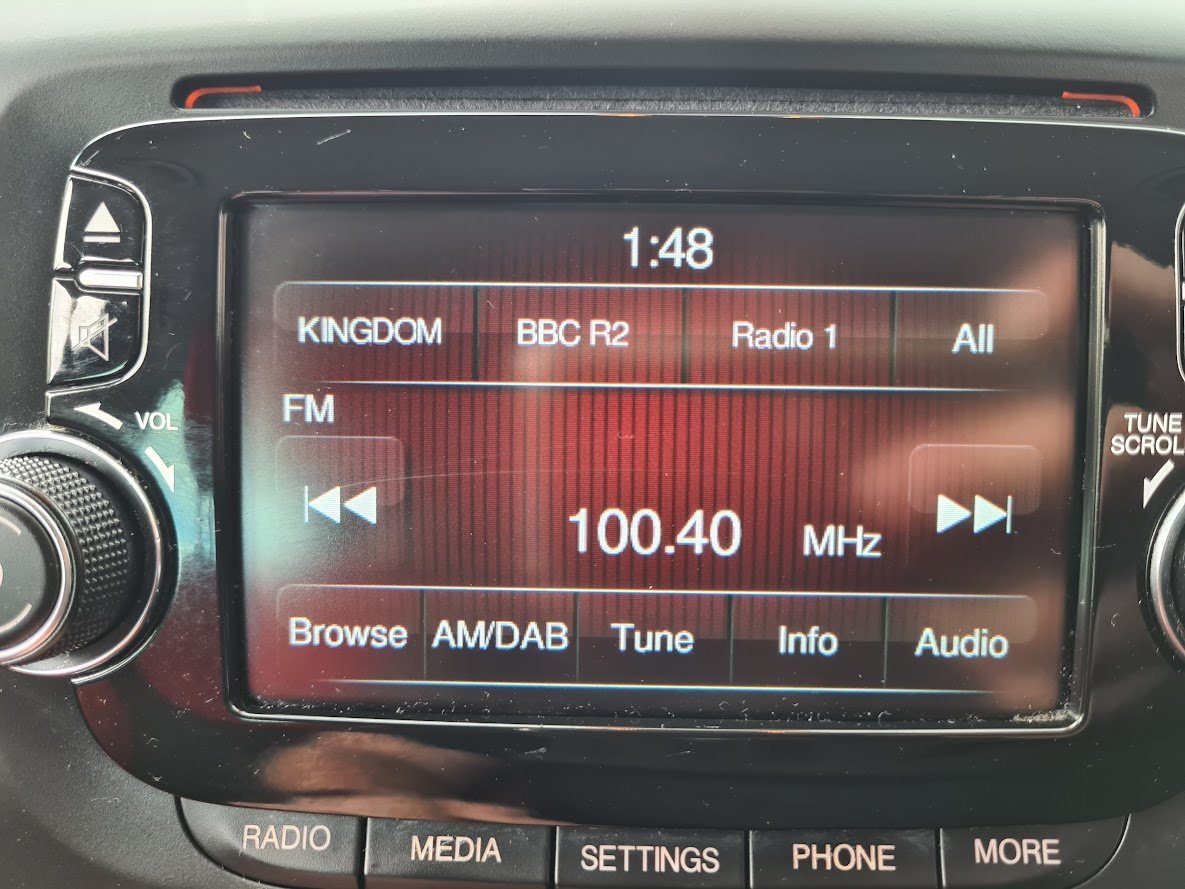 1:48
KINGDOM BBC R2 Radio 1 All
FM
VOL
TUNE
SCROL
100.40 MHz
Browse AM/DAB Tune Info Audio
RADIO MEDIA SETTINGS PHONE MORE